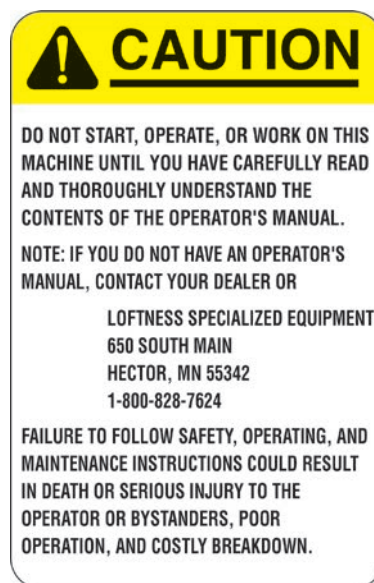 CAUTION
DO NOT START, OPERATE, OR WORK ON THIS
MACHINE UNTIL YOU HAVE CAREFULLY READ
AND THOROUGHLY UNDERSTAND THE
CONTENTS OF THE OPERATOR'S MANUAL.
NOTE: IF YOU DO NOT HAVE AN OPERATOR'S
MANUAL, CONTACT YOUR DEALER OR
LOFTNESS SPECIALIZED EQUIPMENT
650 SOUTH MAIN
HECTOR, MN 55342
1-800-828-7624
FAILURE TO FOLLOW SAFETY, OPERATING, AND
MAINTENANCE INSTRUCTIONS COULD RESULT
IN DEATH OR SERIOUS INJURY TO THE
OPERATOR OR BYSTANDERS, POOR
OPERATION, AND COSTLY BREAKDOWN.